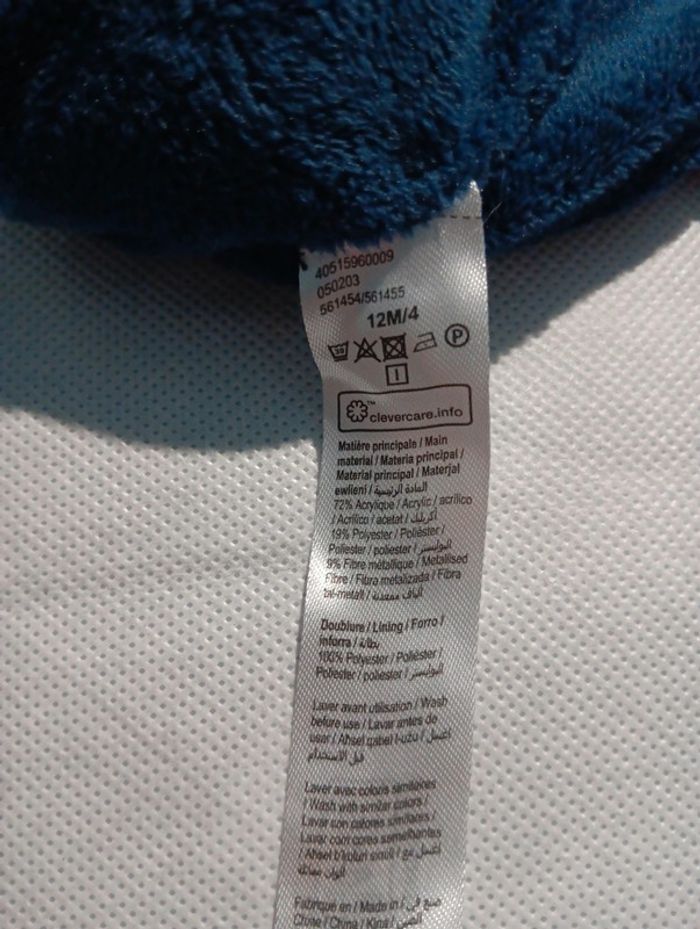 40515960009
050203
561454/561455
12M/4
30
P
I
™
clevercare.info
Matière principale / Main
material / Materia principal /
Material principal / Materjal
ewlieni / المادة الرئيسية
72% Acrylique / Acrylic / acrílico
/ Acrílico / acetat / أكريليك
19% Polyester / Poliéster /
Poliester / poliester / البوليستر
9% Fibre métallique / Metallised
Fibre / Fibra metalizada / Fibra
tal-metall / ألياف معدنية
Doublure / Lining / Forro /
inforra / بطانة
100% Polyester / Poliéster /
Poliester / poliester / البوليستر
Laver avant utilisation / Wash
before use / Lavar antes de
usar / Aħsel qabel l-użu / اغسل
قبل الاستخدام
Laver avec coloris similaires
/ Wash with similar colors /
Lavar con colores similares /
Lavar com cores semelhantes
/ Aħsel b'kuluri simili / اغسل مع
ألوان مماثلة
Fabriqué en / Made in / صنع في
Chine / China / Kina / الصين